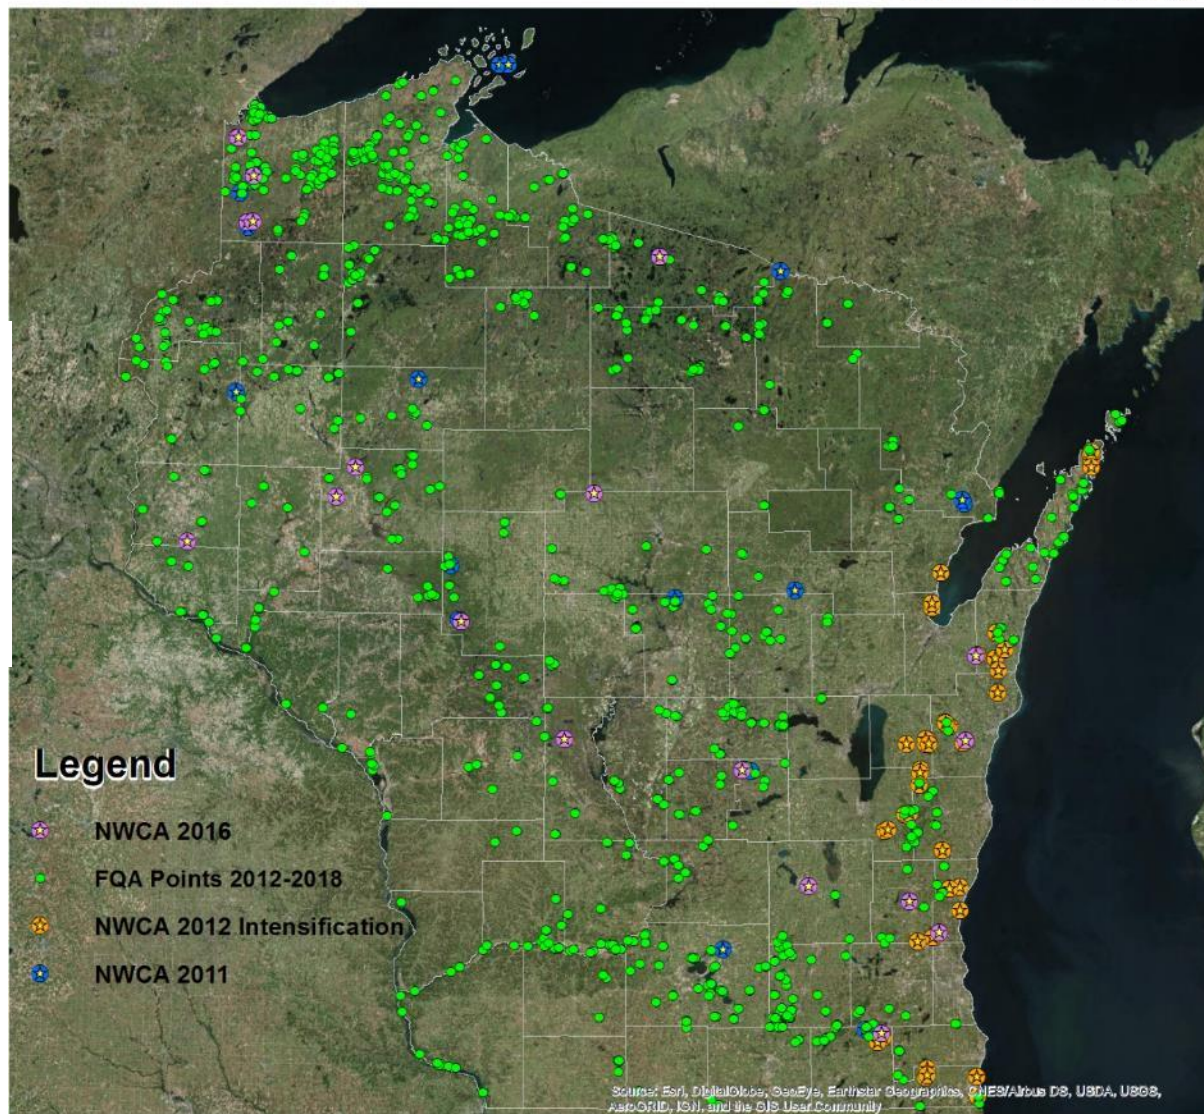 Legend
NWCA 2016
FQA Points 2012-2018
NWCA 2012 Intensification
NWCA 2011
Source: Esri, DigitalGlobe, GeoEye, Earthstar Geographics, CNES/Airbus DS, USDA, USGS,
AeroGRID, IGN, and the GIS User Community